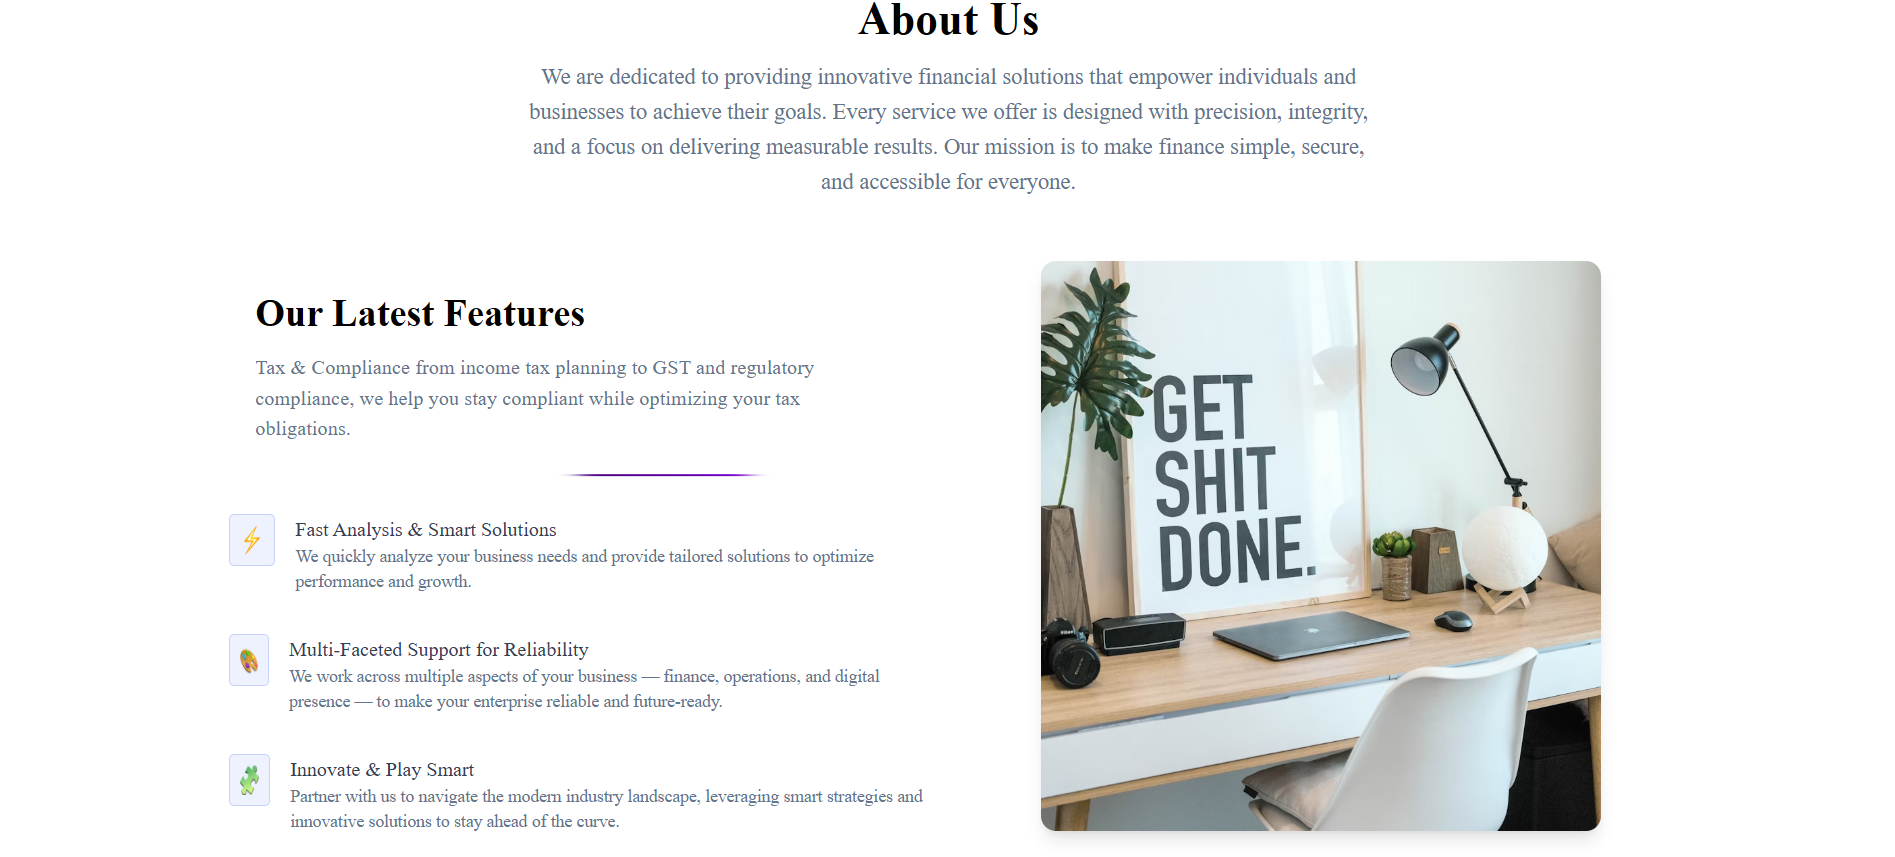 About Us
We are dedicated to providing innovative financial solutions that empower individuals and
businesses to achieve their goals. Every service we offer is designed with precision, integrity,
and a focus on delivering measurable results. Our mission is to make finance simple, secure,
and accessible for everyone.
Our Latest Features
Tax & Compliance from income tax planning to GST and regulatory
compliance, we help you stay compliant while optimizing your tax
obligations.
Fast Analysis & Smart Solutions
We quickly analyze your business needs and provide tailored solutions to optimize
performance and growth.
Multi-Faceted Support for Reliability
We work across multiple aspects of your business — finance, operations, and digital
presence — to make your enterprise reliable and future-ready.
Innovate & Play Smart
Partner with us to navigate the modern industry landscape, leveraging smart strategies and
innovative solutions to stay ahead of the curve.
GET
SHIT
DONE.
Nikon